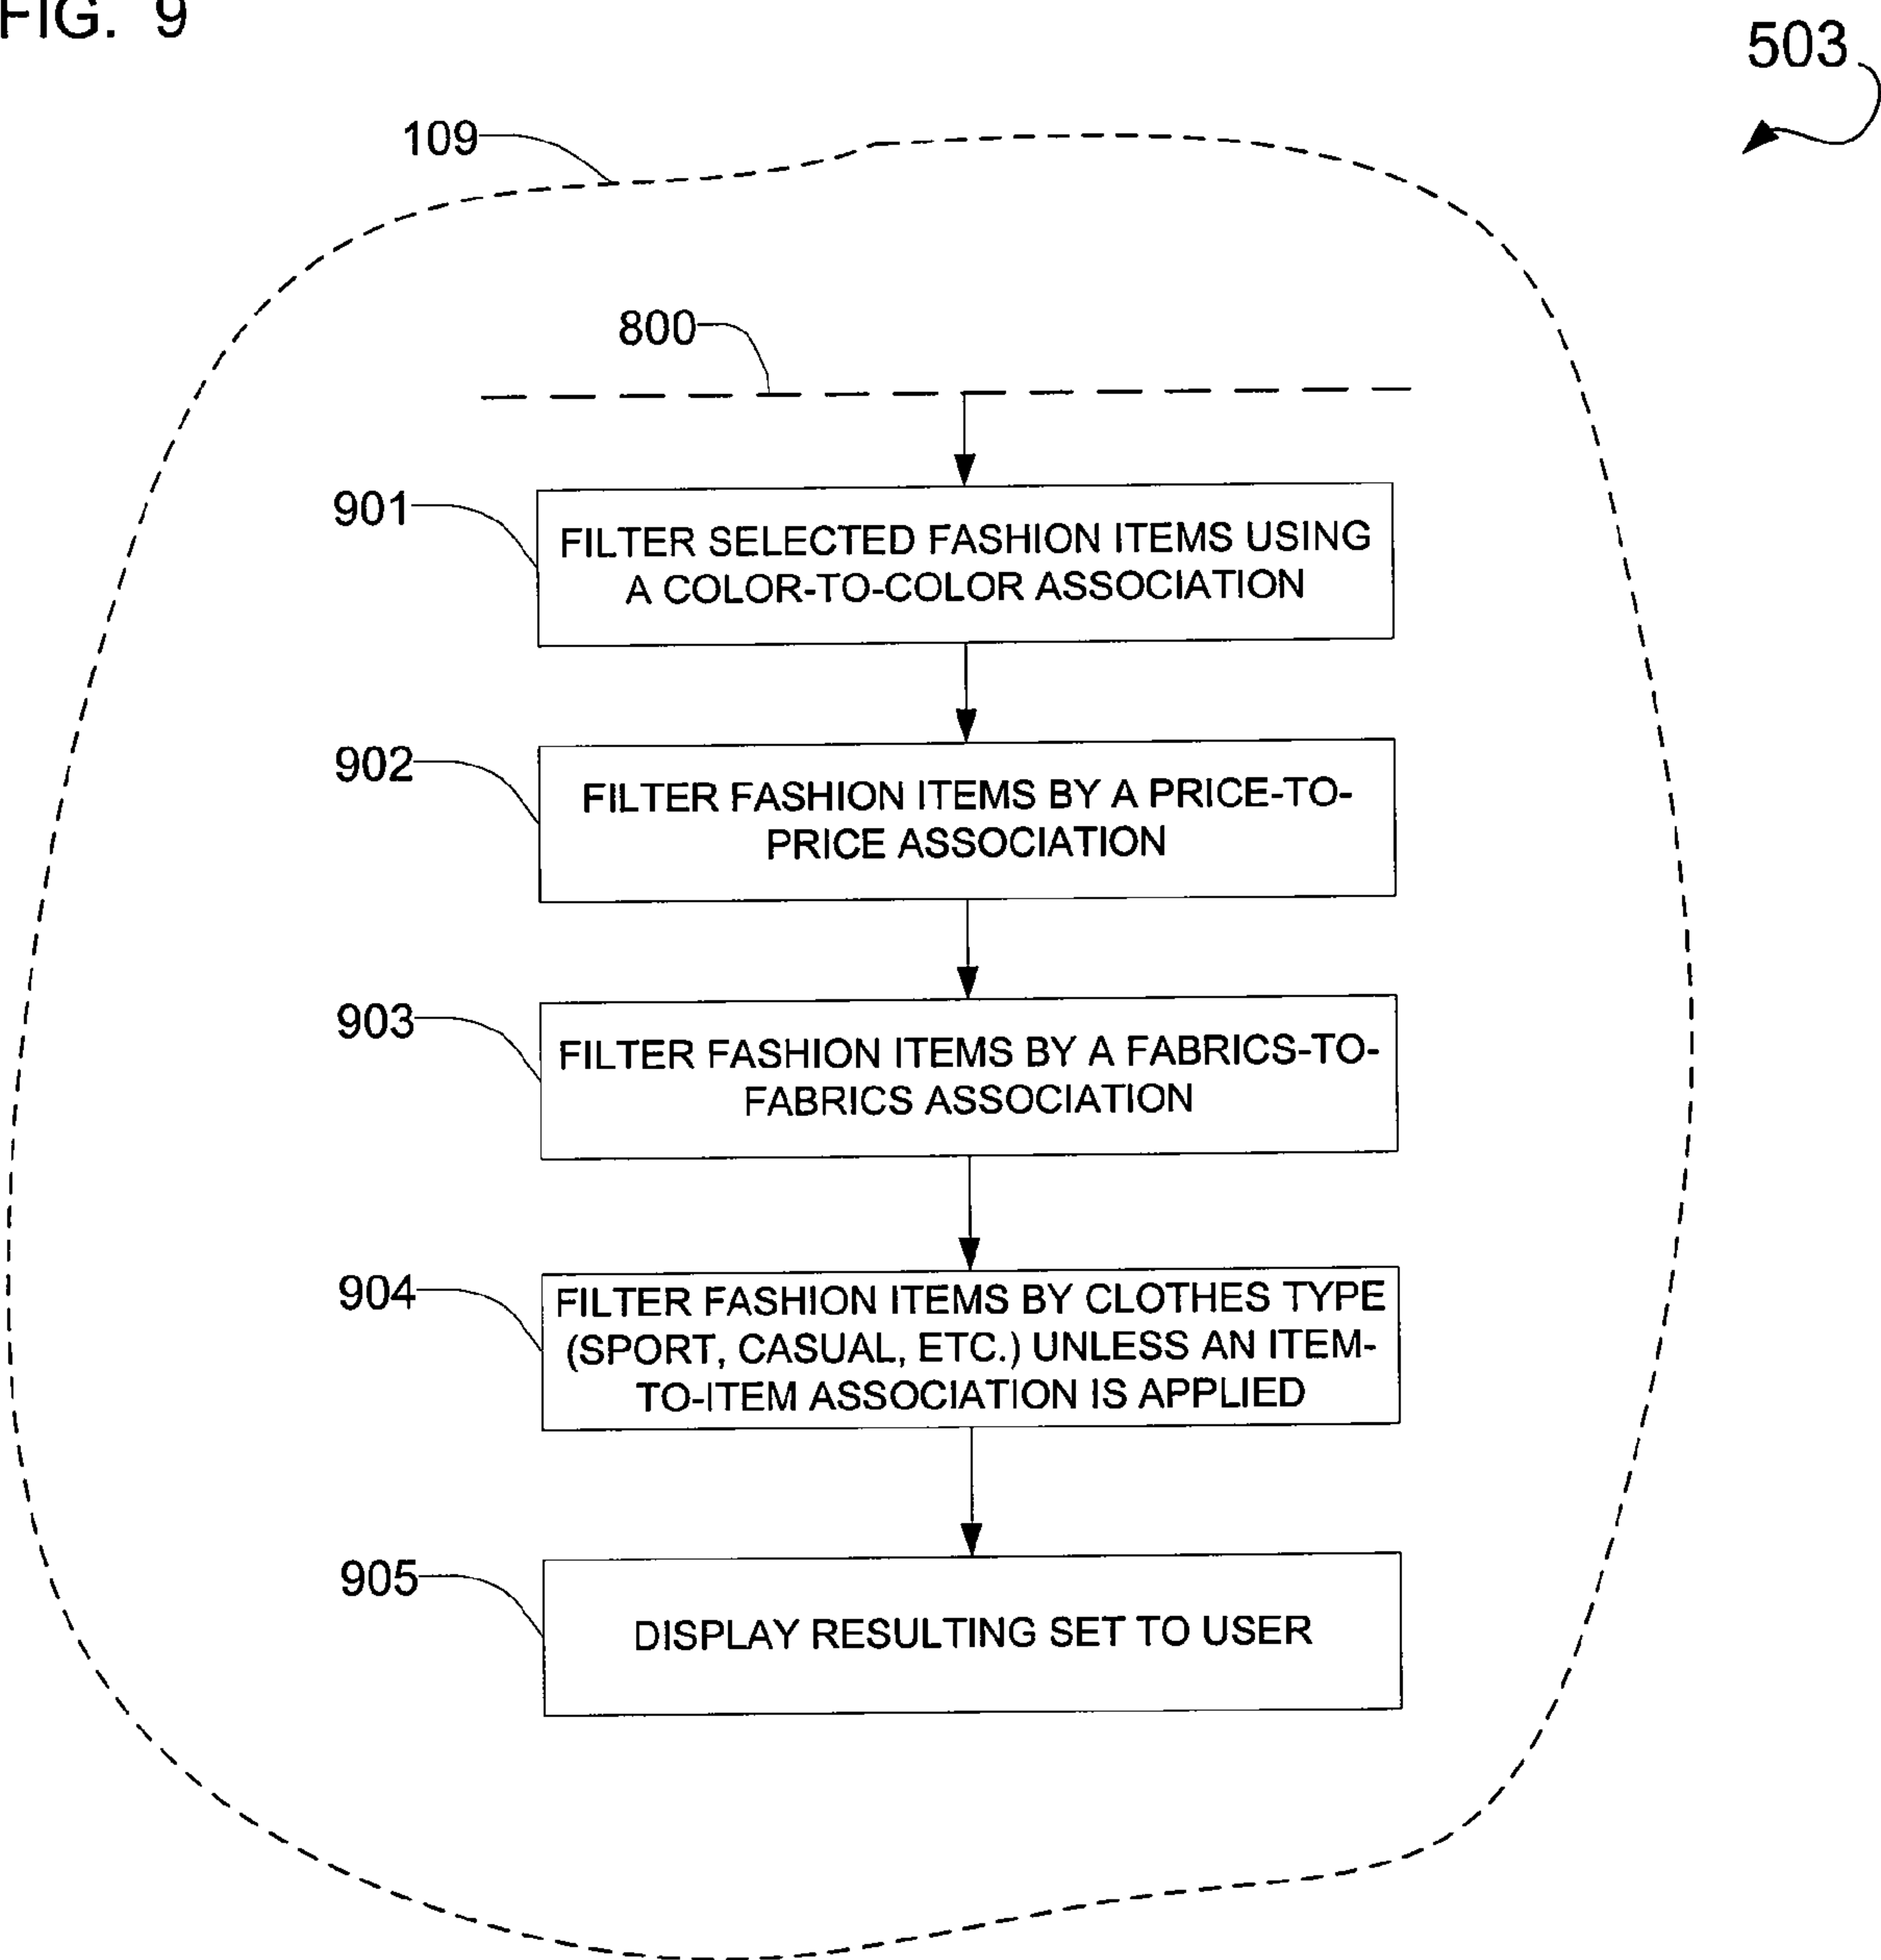 FIG. 9
503
109
800
901
FILTER SELECTED FASHION ITEMS USING
A COLOR-TO-COLOR ASSOCIATION
902
FILTER FASHION ITEMS BY A PRICE-TO-
PRICE ASSOCIATION
903
FILTER FASHION ITEMS BY A FABRICS-TO-
FABRICS ASSOCIATION
904
FILTER FASHION ITEMS BY CLOTHES TYPE
(SPORT, CASUAL, ETC.) UNLESS AN ITEM-
TO-ITEM ASSOCIATION IS APPLIED
905
DISPLAY RESULTING SET TO USER